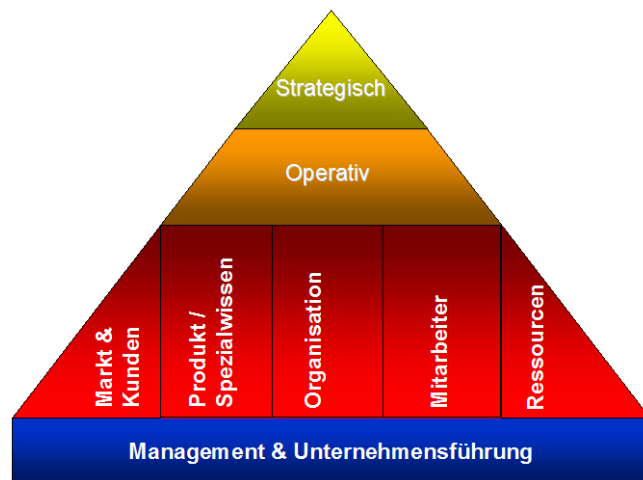 Strategisch
Operativ
Markt &
Kunden
Produkt /
Spezialwissen
Organisation
Mitarbeiter
Ressourcen
Management & Unternehmensführung